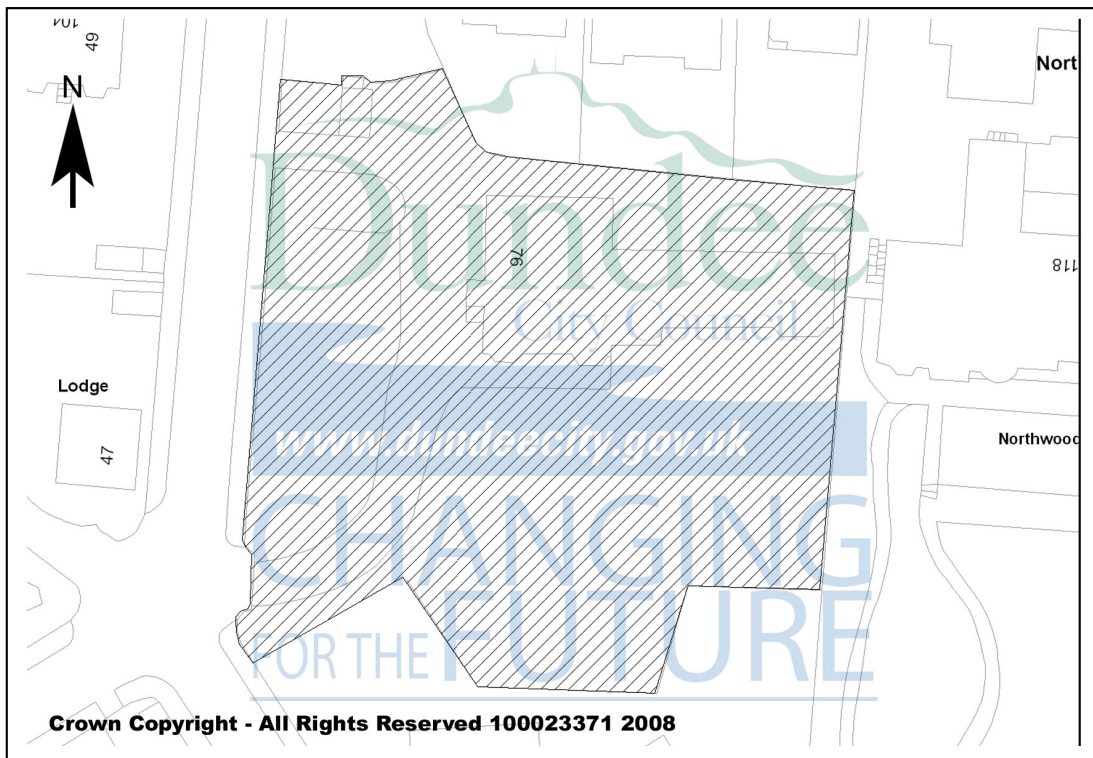 104
49
N
Nort
Dundee
76
118
City Council
Lodge
47
www.dundeecity.gov.uk
Northwood
CHANGING
FOR THE FUTURE
Crown Copyright - All Rights Reserved 100023371 2008